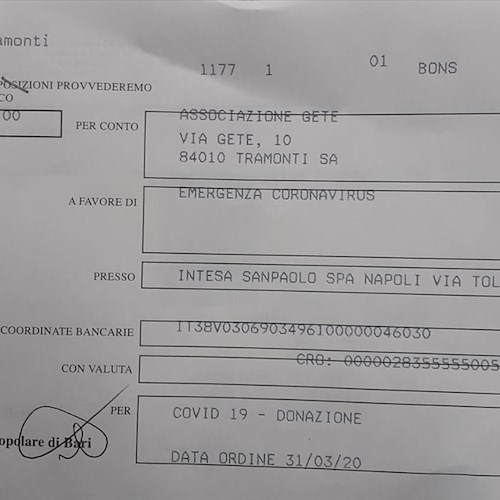 amonti
1177 1 01 BONS
POSIZIONI PROVVEDEREMO
CO
00 PER CONTO ASSOCIAZIONE GETE
VIA GETE, 10
84010 TRAMONTI SA
A FAVORE DI EMERGENZA CORONAVIRUS
PRESSO INTESA SANPAOLO SPA NAPOLI VIA TOL
COORDINATE BANCARIE IT38V0306903496100000046030
CRO: 0000028355555005
CON VALUTA
PER COVID 19 - DONAZIONE
opolare di Bari
DATA ORDINE 31/03/20